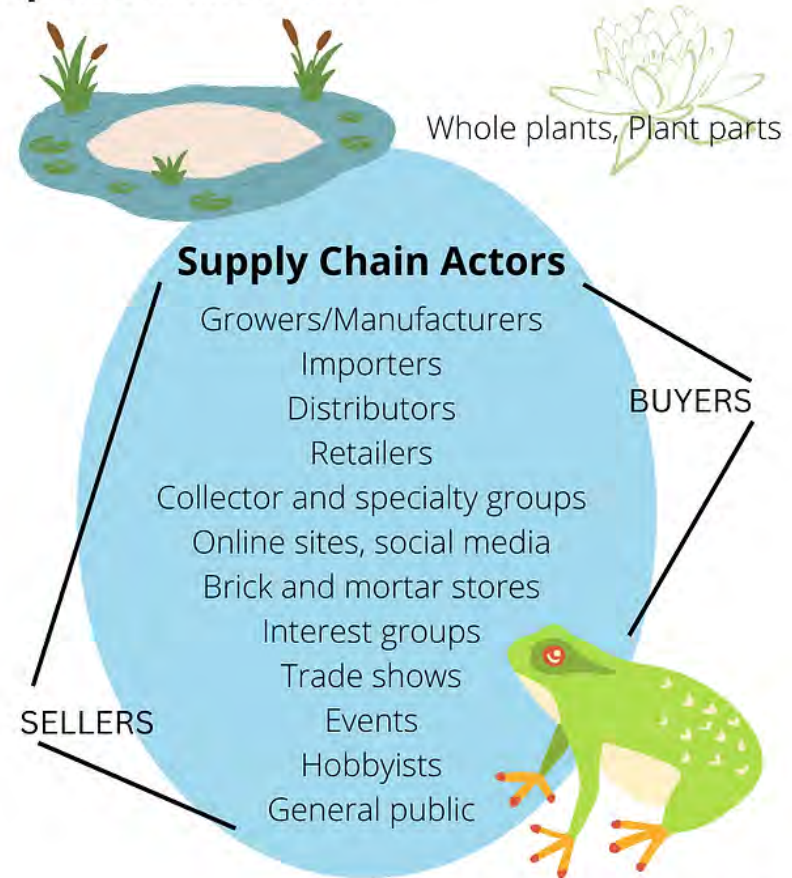 Whole plants, Plant parts
Supply Chain Actors
Growers/Manufacturers
Importers
Distributors
Retailers
Collector and specialty groups
Online sites, social media
Brick and mortar stores
Interest groups
Trade shows
Events
Hobbyists
General public
BUYERS
SELLERS